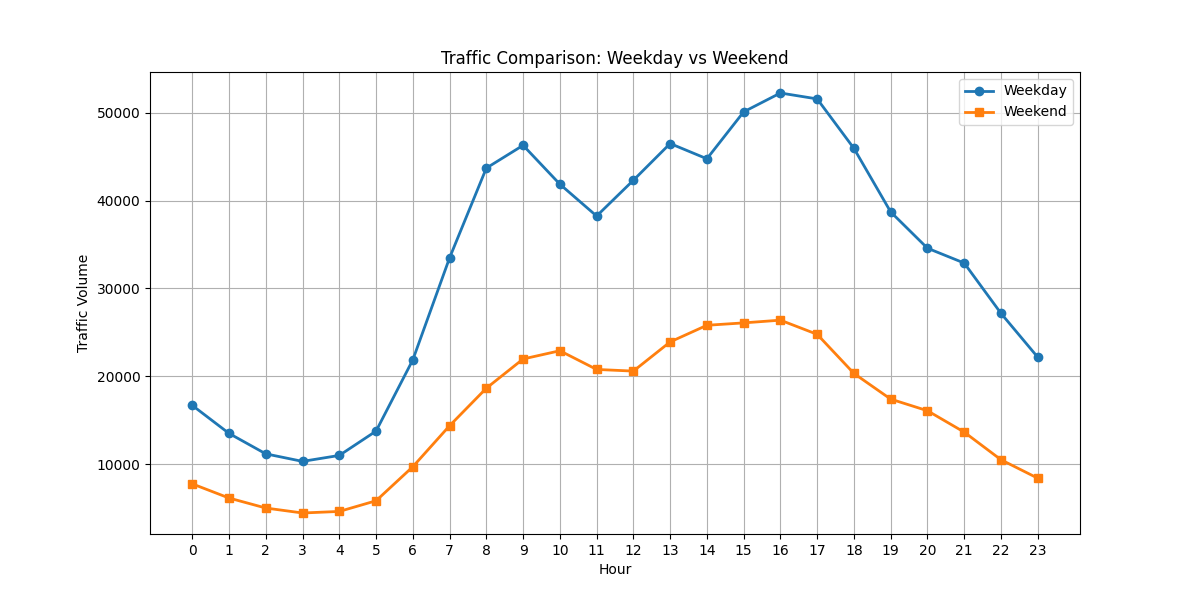 Traffic Comparison: Weekday vs Weekend
Weekday
Weekend
Traffic Volume
50000
40000
30000
20000
10000
0 1 2 3 4 5 6 7 8 9 10 11 12 13 14 15 16 17 18 19 20 21 22 23
Hour